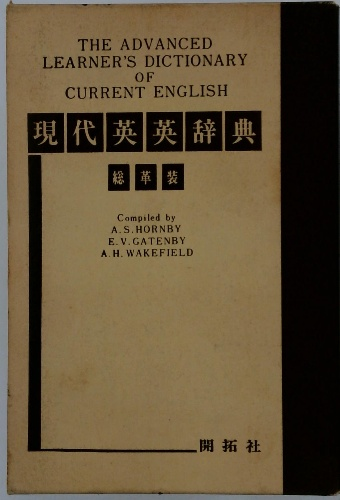 THE ADVANCED
LEARNER'S DICTIONARY
OF
CURRENT ENGLISH
現代英英辞典
総革装
Compiled by
A.S.HORNBY
E.V.GATENBY
A.H.WAKEFIELD
開拓社